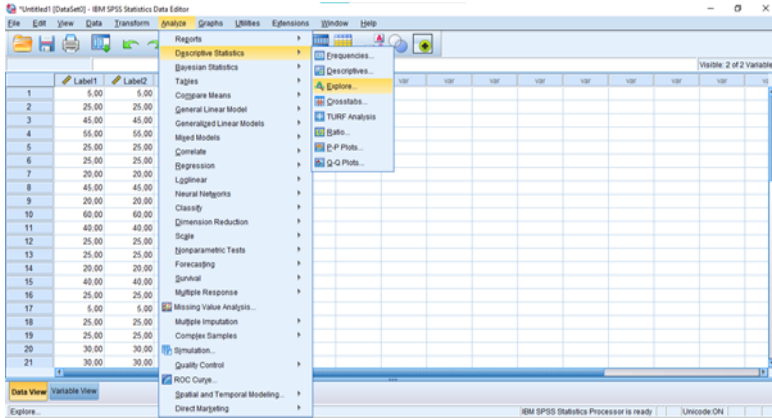 *Untitled1 [DataSet0] - IBM SPSS Statistics Data Editor
File Edit View Data Transform Analyze Graphs Utilities Extensions Window Help
Visible: 2 of 2 Variable
Label1 Label2 var var var var var var var var
Reports
Descriptive Statistics
Bayesian Statistics
Tables
Compare Means
General Linear Model
Generalized Linear Models
Mixed Models
Correlate
Regression
Loglinear
Neural Networks
Classify
Dimension Reduction
Scale
Nonparametric Tests
Forecasting
Survival
Multiple Response
Missing Value Analysis...
Multiple Imputation
Complex Samples
Simulation...
Quality Control
ROC Curve...
Spatial and Temporal Modeling...
Direct Marketing
Frequencies...
Descriptives...
Explore...
Crosstabs...
TURF Analysis
Ratio...
P-P Plots...
Q-Q Plots...
1 5,00 5,00
2 25,00 25,00
3 45,00 45,00
4 55,00 55,00
5 25,00 25,00
6 25,00 25,00
7 20,00 20,00
8 45,00 45,00
9 20,00 20,00
10 60,00 60,00
11 40,00 40,00
12 25,00 25,00
13 25,00 25,00
14 20,00 20,00
15 40,00 40,00
16 25,00 25,00
17 5,00 5,00
18 25,00 25,00
19 25,00 25,00
20 30,00 30,00
21 30,00 30,00
Data View Variable View
Explore... IBM SPSS Statistics Processor is ready Unicode:ON